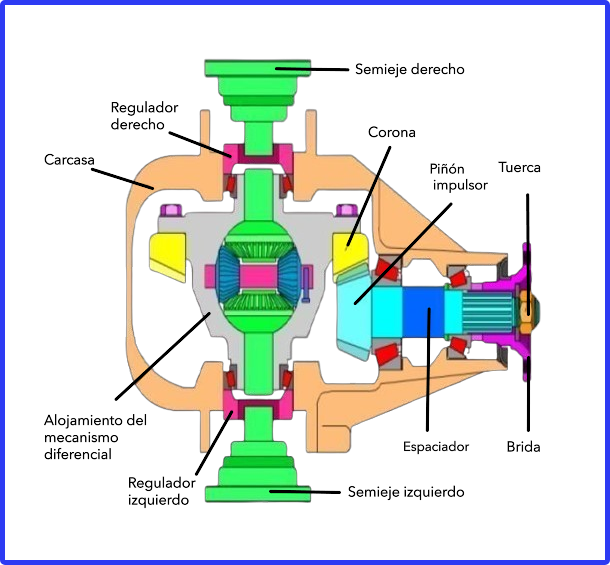 Semieje derecho
Regulador
derecho
Corona
Carcasa
Piñón
impulsor
Tuerca
Alojamiento del
mecanismo
diferencial
Espaciador
Brida
Regulador
izquierdo
Semieje izquierdo